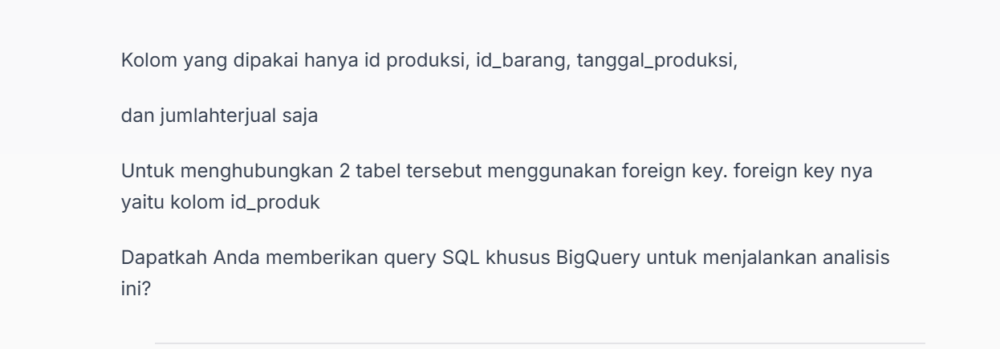 Kolom yang dipakai hanya id produksi, id_barang, tanggal_produksi,
dan jumlahterjual saja
Untuk menghubungkan 2 tabel tersebut menggunakan foreign key. foreign key nya
yaitu kolom id_produk
Dapatkah Anda memberikan query SQL khusus BigQuery untuk menjalankan analisis
ini?